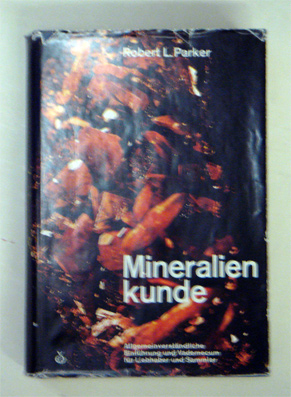 Robert L. Parker
Mineralien
kunde
Allgemeinverständliche
Einführung und Vademecum
für Liebhaber und Sammler